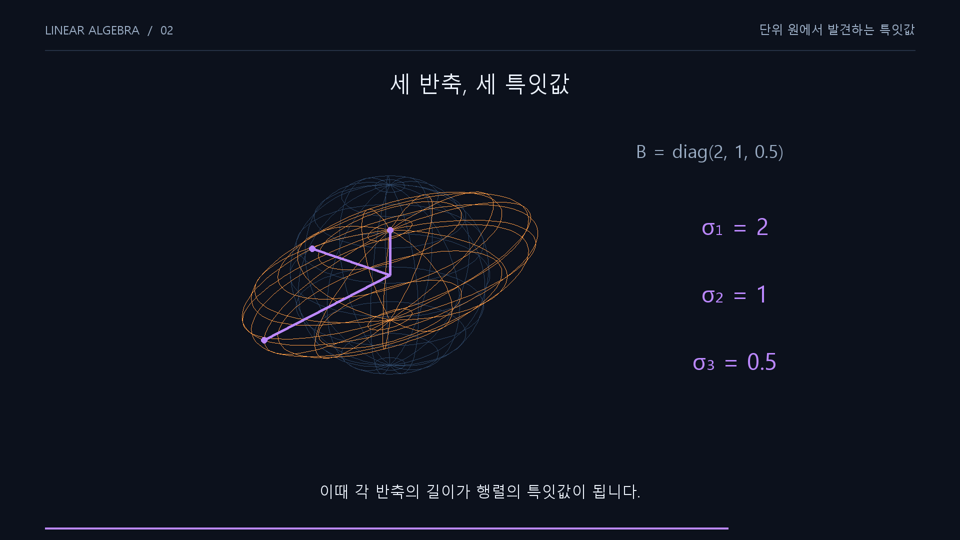 LINEAR ALGEBRA / 02
단위 원에서 발견하는 특잇값
세 반축, 세 특잇값
B = diag(2, 1, 0.5)
σ₁ = 2
σ₂ = 1
σ₃ = 0.5
이때 각 반축의 길이가 행렬의 특잇값이 됩니다.